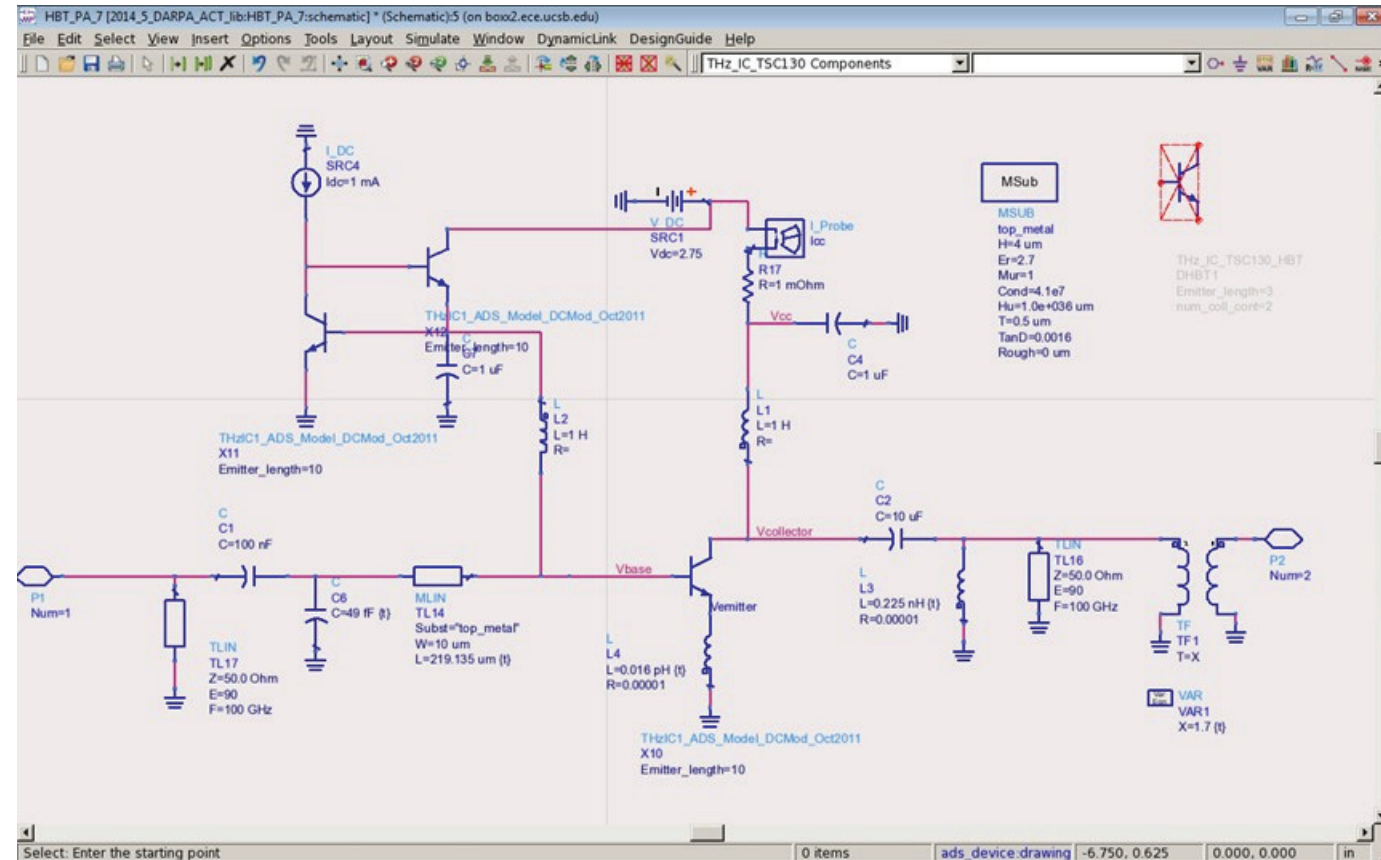 HBT_PA_7 [2014_5_DARPA_ACT_lib:HBT_PA_7:schematic] * (Schematic):5 (on boxx2.ece.ucsb.edu)
File Edit Select View Insert Options Tools Layout Simulate Window DynamicLink DesignGuide Help
THz_IC_TSC130 Components
I_DC
SRC4
Idc=1 mA
V_DC
SRC1
Vdc=2.75
I_Probe
Icc
R17
R=1 mOhm
MSub
MSUB
top_metal
H=4 um
Er=2.7
Mur=1
Cond=4.1e7
Hu=1.0e+036 um
T=0.5 um
TanD=0.0016
Rough=0 um
THz_IC_TSC130_HBT
DHBT1
Emitter_length=3
num_coll_cont=2
THzIC1_ADS_Model_DCMod_Oct2011
X12
Emitter_length=10
C
C=1 uF
Vcc
C
C4
C=1 uF
L
L2
L=1 H
R=
L
L1
L=1 H
R=
THzIC1_ADS_Model_DCMod_Oct2011
X11
Emitter_length=10
C
C1
C=100 nF
C
C2
C=10 uF
Vcollector
P1
Num=1
C
C6
C=49 fF {t}
MLIN
TL14
Subst="top_metal"
W=10 um
L=219.135 um {t}
Vbase
Vemitter
L
L3
L=0.225 nH {t}
R=0.00001
TLIN
TL16
Z=50.0 Ohm
E=90
F=100 GHz
P2
Num=2
TLIN
TL17
Z=50.0 Ohm
E=90
F=100 GHz
L
L4
L=0.016 pH {t}
R=0.00001
TF
TF1
T=X
VAR
VAR1
X=1.7 {t}
THzIC1_ADS_Model_DCMod_Oct2011
X10
Emitter_length=10
Select: Enter the starting point
0 items
ads_device:drawing
-6.750, 0.625
0.000, 0.000
in